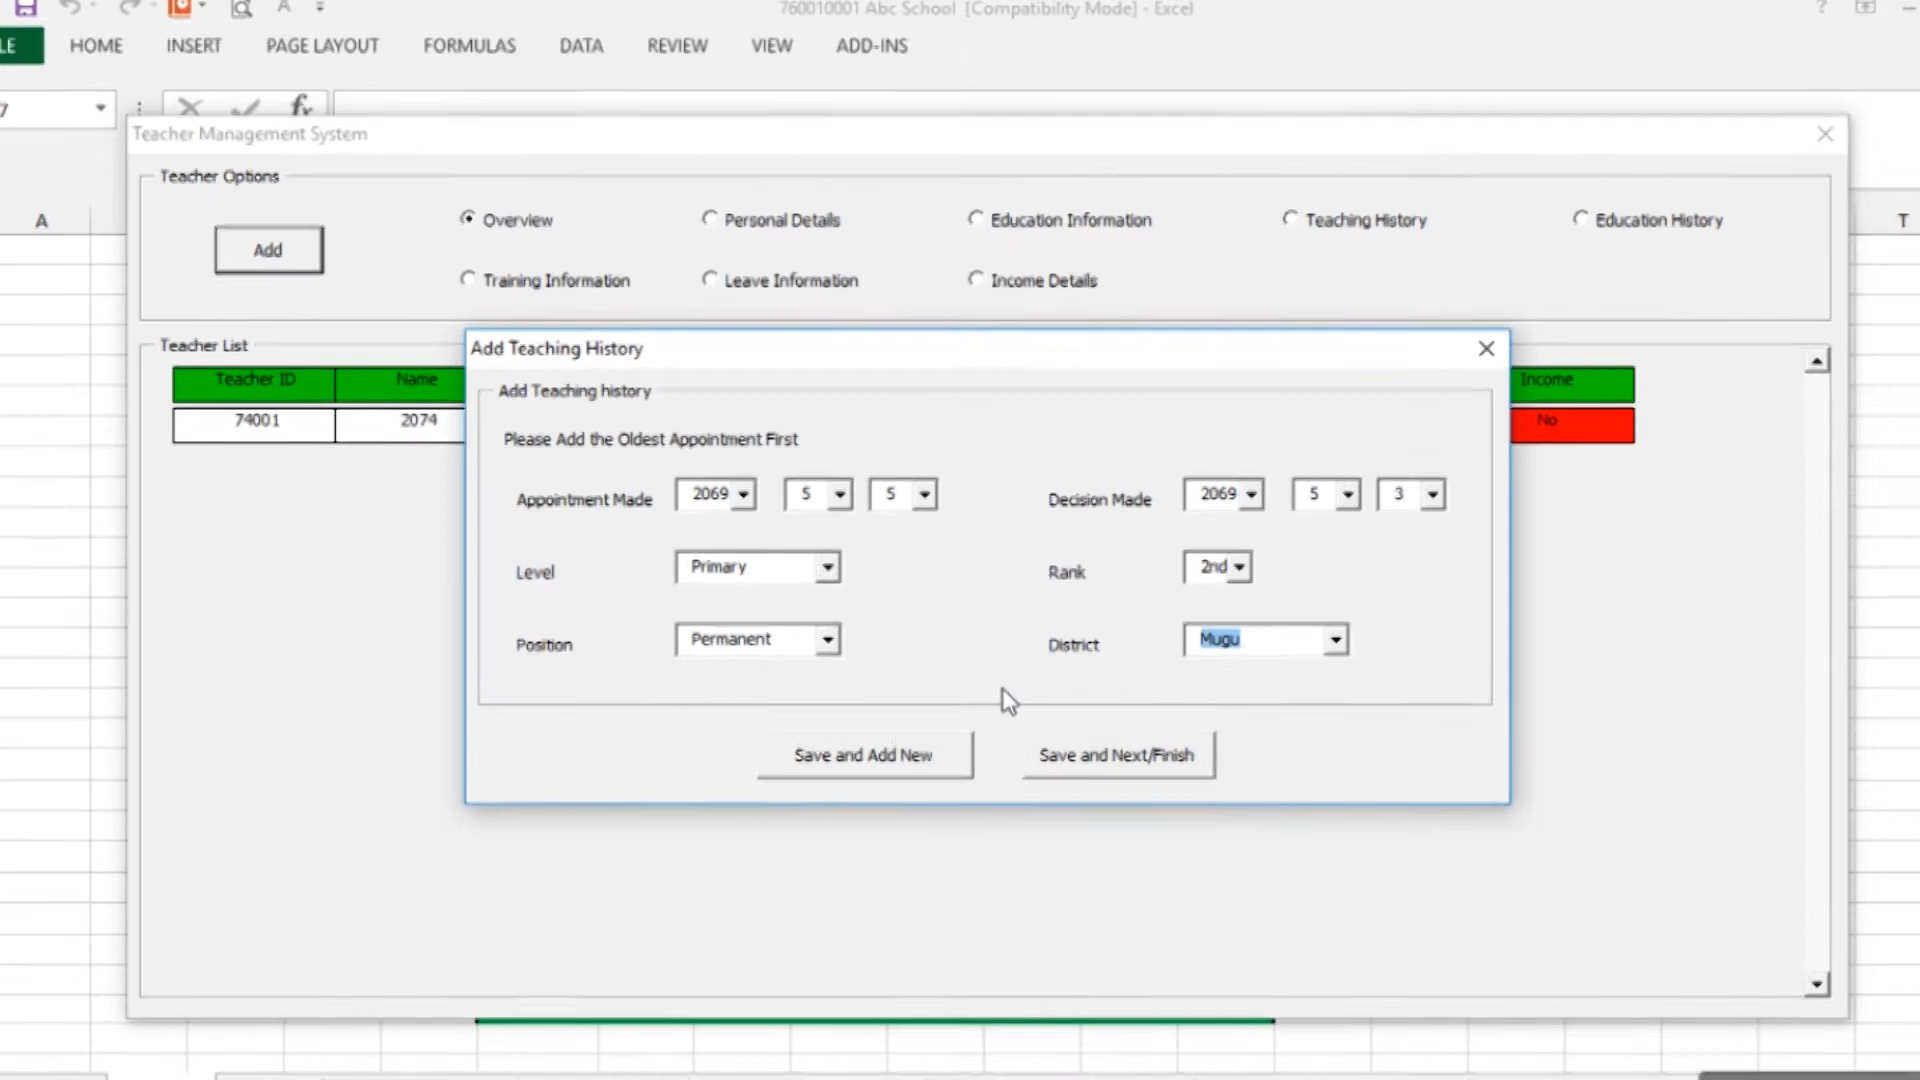 760010001 Abc School [Compatibility Mode] - Excel
LE HOME INSERT PAGE LAYOUT FORMULAS DATA REVIEW VIEW ADD-INS
7 fx
Teacher Management System
Teacher Options
A T
Add
Overview Personal Details Education Information Teaching History Education History
Training Information Leave Information Income Details
Teacher List
Teacher ID Name Income
74001 2074 No
Add Teaching History
Add Teaching history
Please Add the Oldest Appointment First
Appointment Made 2069 5 5 Decision Made 2069 5 3
Level Primary Rank 2nd
Position Permanent District Mugu
Save and Add New Save and Next/Finish